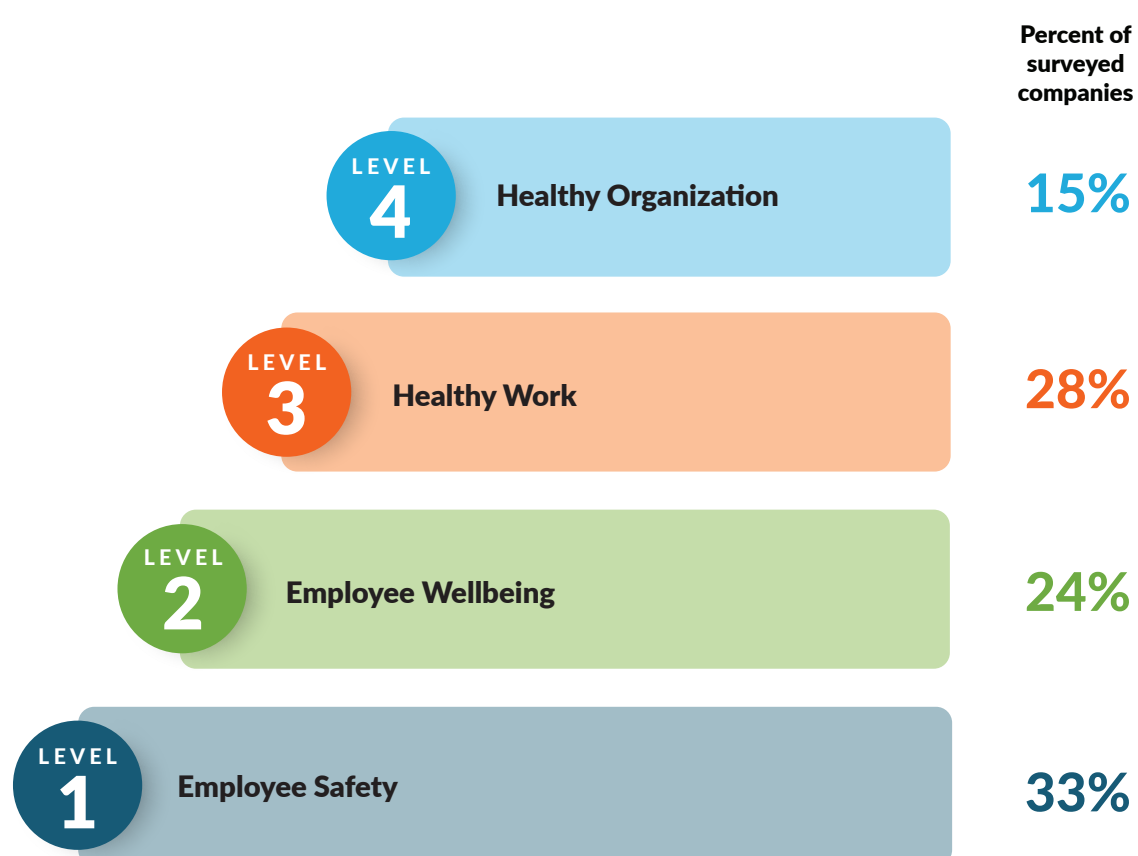 Percent of
surveyed
companies
LEVEL
4
Healthy Organization
15%
LEVEL
3
Healthy Work
28%
LEVEL
2
Employee Wellbeing
24%
LEVEL
1
Employee Safety
33%